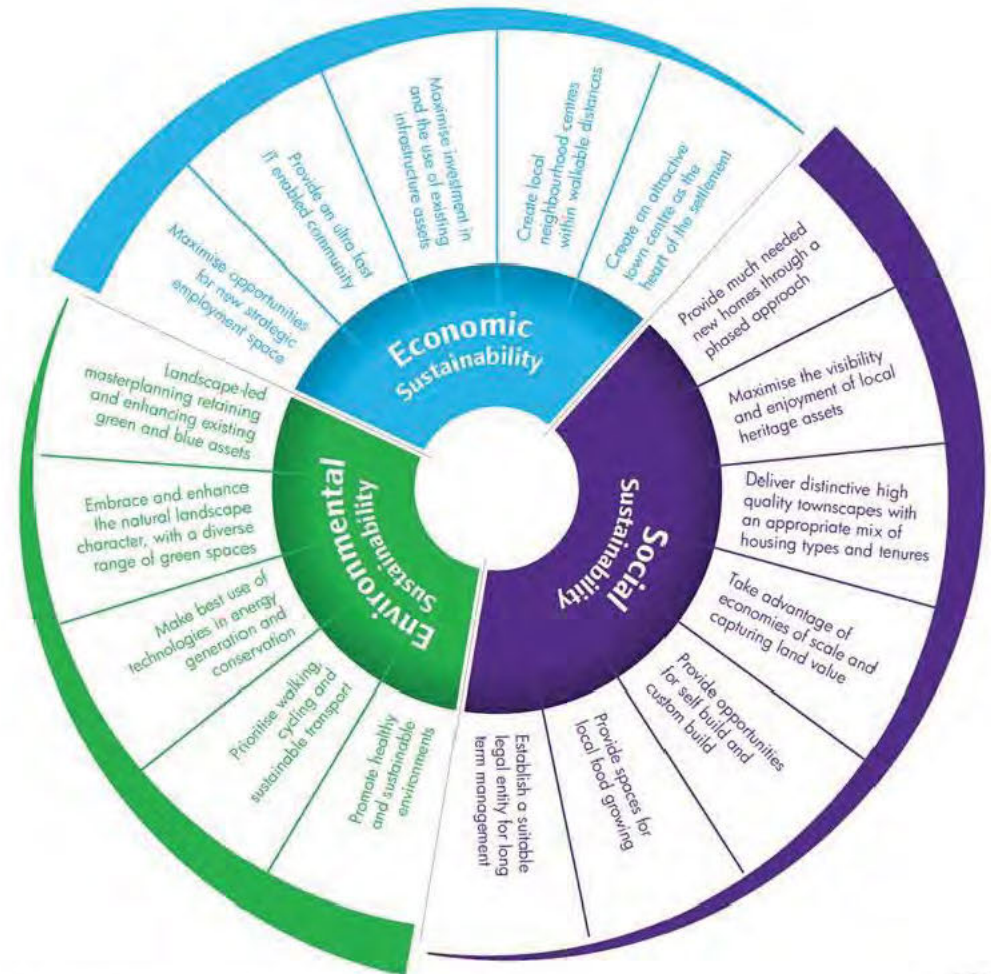 Economic
Sustainability
Maximise opportunities
for new strategic
employment space
Provide an ultra fast
IT enabled community
Maximise investment in
and the use of existing
infrastructure assets
Create local
neighbourhood centres
within walkable distances
Create an attractive
town centre as the
heart of the settlement
Social
Sustainability
Provide much needed
new homes through a
phased approach
Maximise the visibility
and enjoyment of local
heritage assets
Deliver distinctive high
quality townscapes with
an appropriate mix of
housing types and tenures
Take advantage of
economies of scale and
capturing land value
Provide opportunities
for self build and
custom build
Provide spaces for
local food growing
Establish a suitable
legal entity for long
term management
Environmental
Sustainability
Promote healthy
and sustainable
environments
Prioritise walking,
cycling and
sustainable transport
Make best use of
technologies in energy
generation and
conservation
Embrace and enhance
the natural landscape
character, with a diverse
range of green spaces
Landscape-led
masterplanning retaining
and enhancing existing
green and blue assets